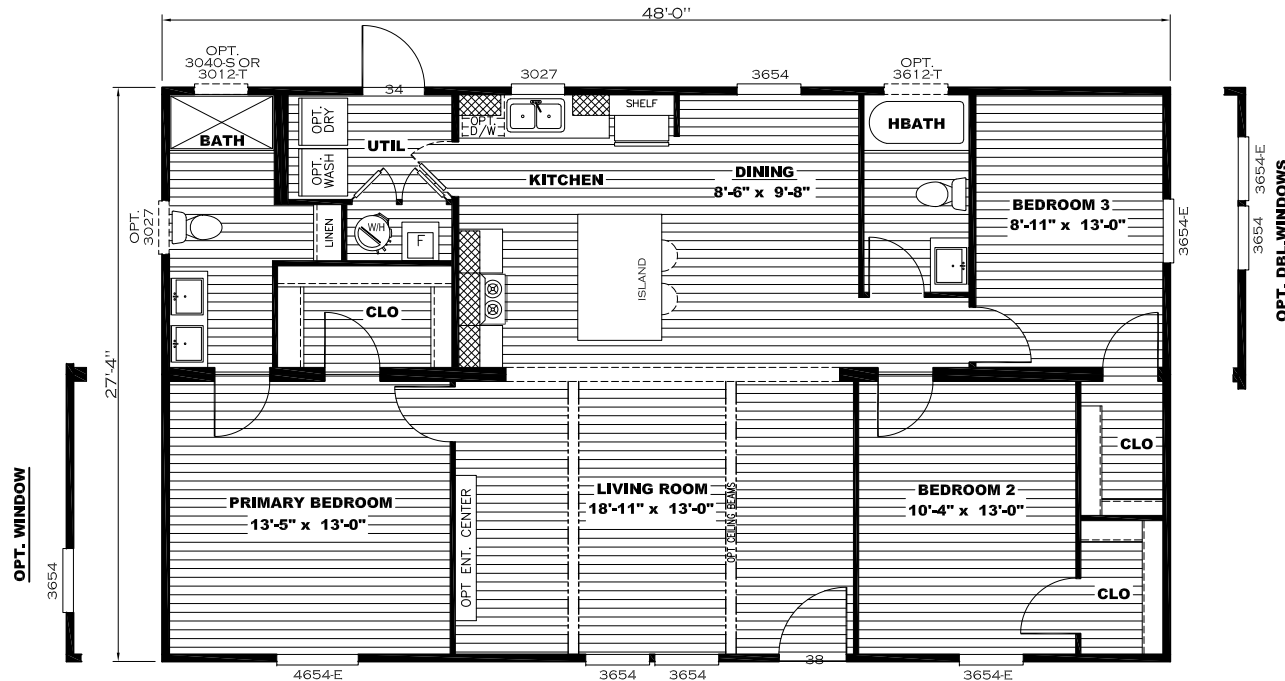 48'-0"
OPT.
3040-S OR
3012-T
34
3027
3654
OPT.
3612-T
OPT.
DRY
OPT.
WASH
UTIL
BATH
OPT.
D/W
SHELF
KITCHEN
DINING
8'-6" x 9'-8"
HBATH
BEDROOM 3
8'-11" x 13'-0"
3654-E
3654-E
3654
OPT. DBL.WINDOWS
OPT.
3027
LINEN
W/H
F
ISLAND
CLO
27'-4"
OPT. WINDOW
3654
PRIMARY BEDROOM
13'-5" x 13'-0"
OPT ENT. CENTER
LIVING ROOM
18'-11" x 13'-0"
OPT CEILING BEAMS
BEDROOM 2
10'-4" x 13'-0"
CLO
CLO
4654-E
3654
3654
38
3654-E